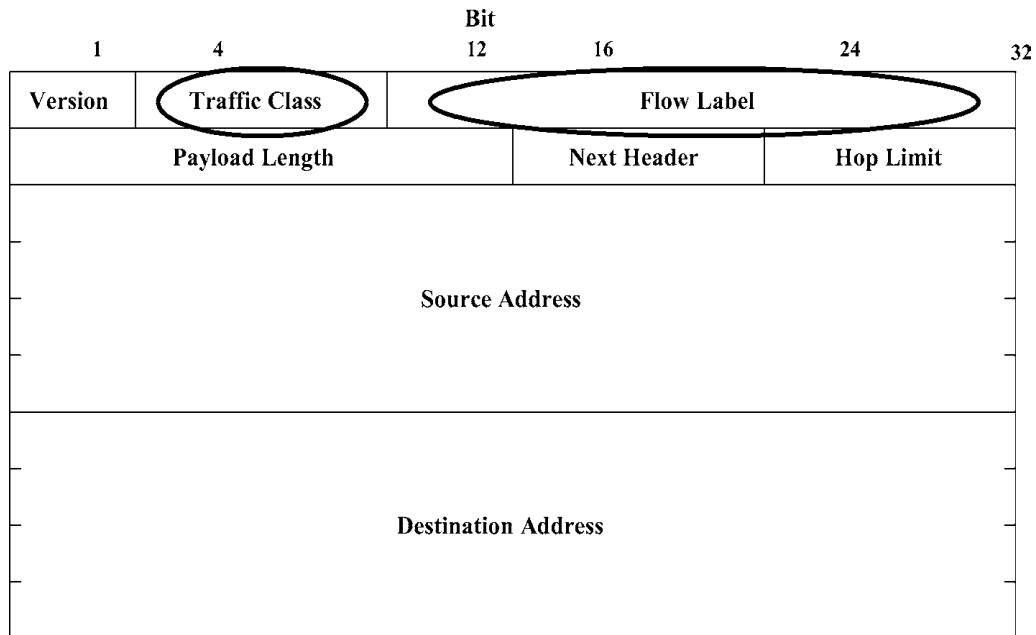 Bit
1 4 12 16 24 32
Version Traffic Class Flow Label
Payload Length Next Header Hop Limit
Source Address
Destination Address